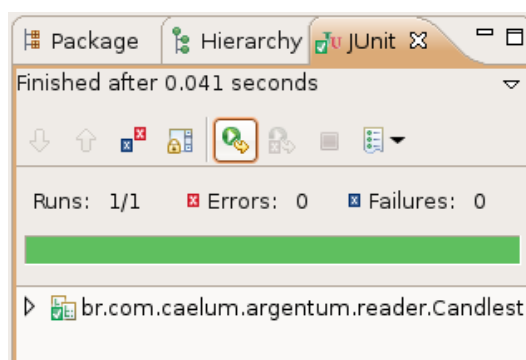 Package Hierarchy JUnit
Finished after 0.041 seconds
Runs: 1/1 Errors: 0 Failures: 0
br.com.caelum.argentum.reader.Candlest